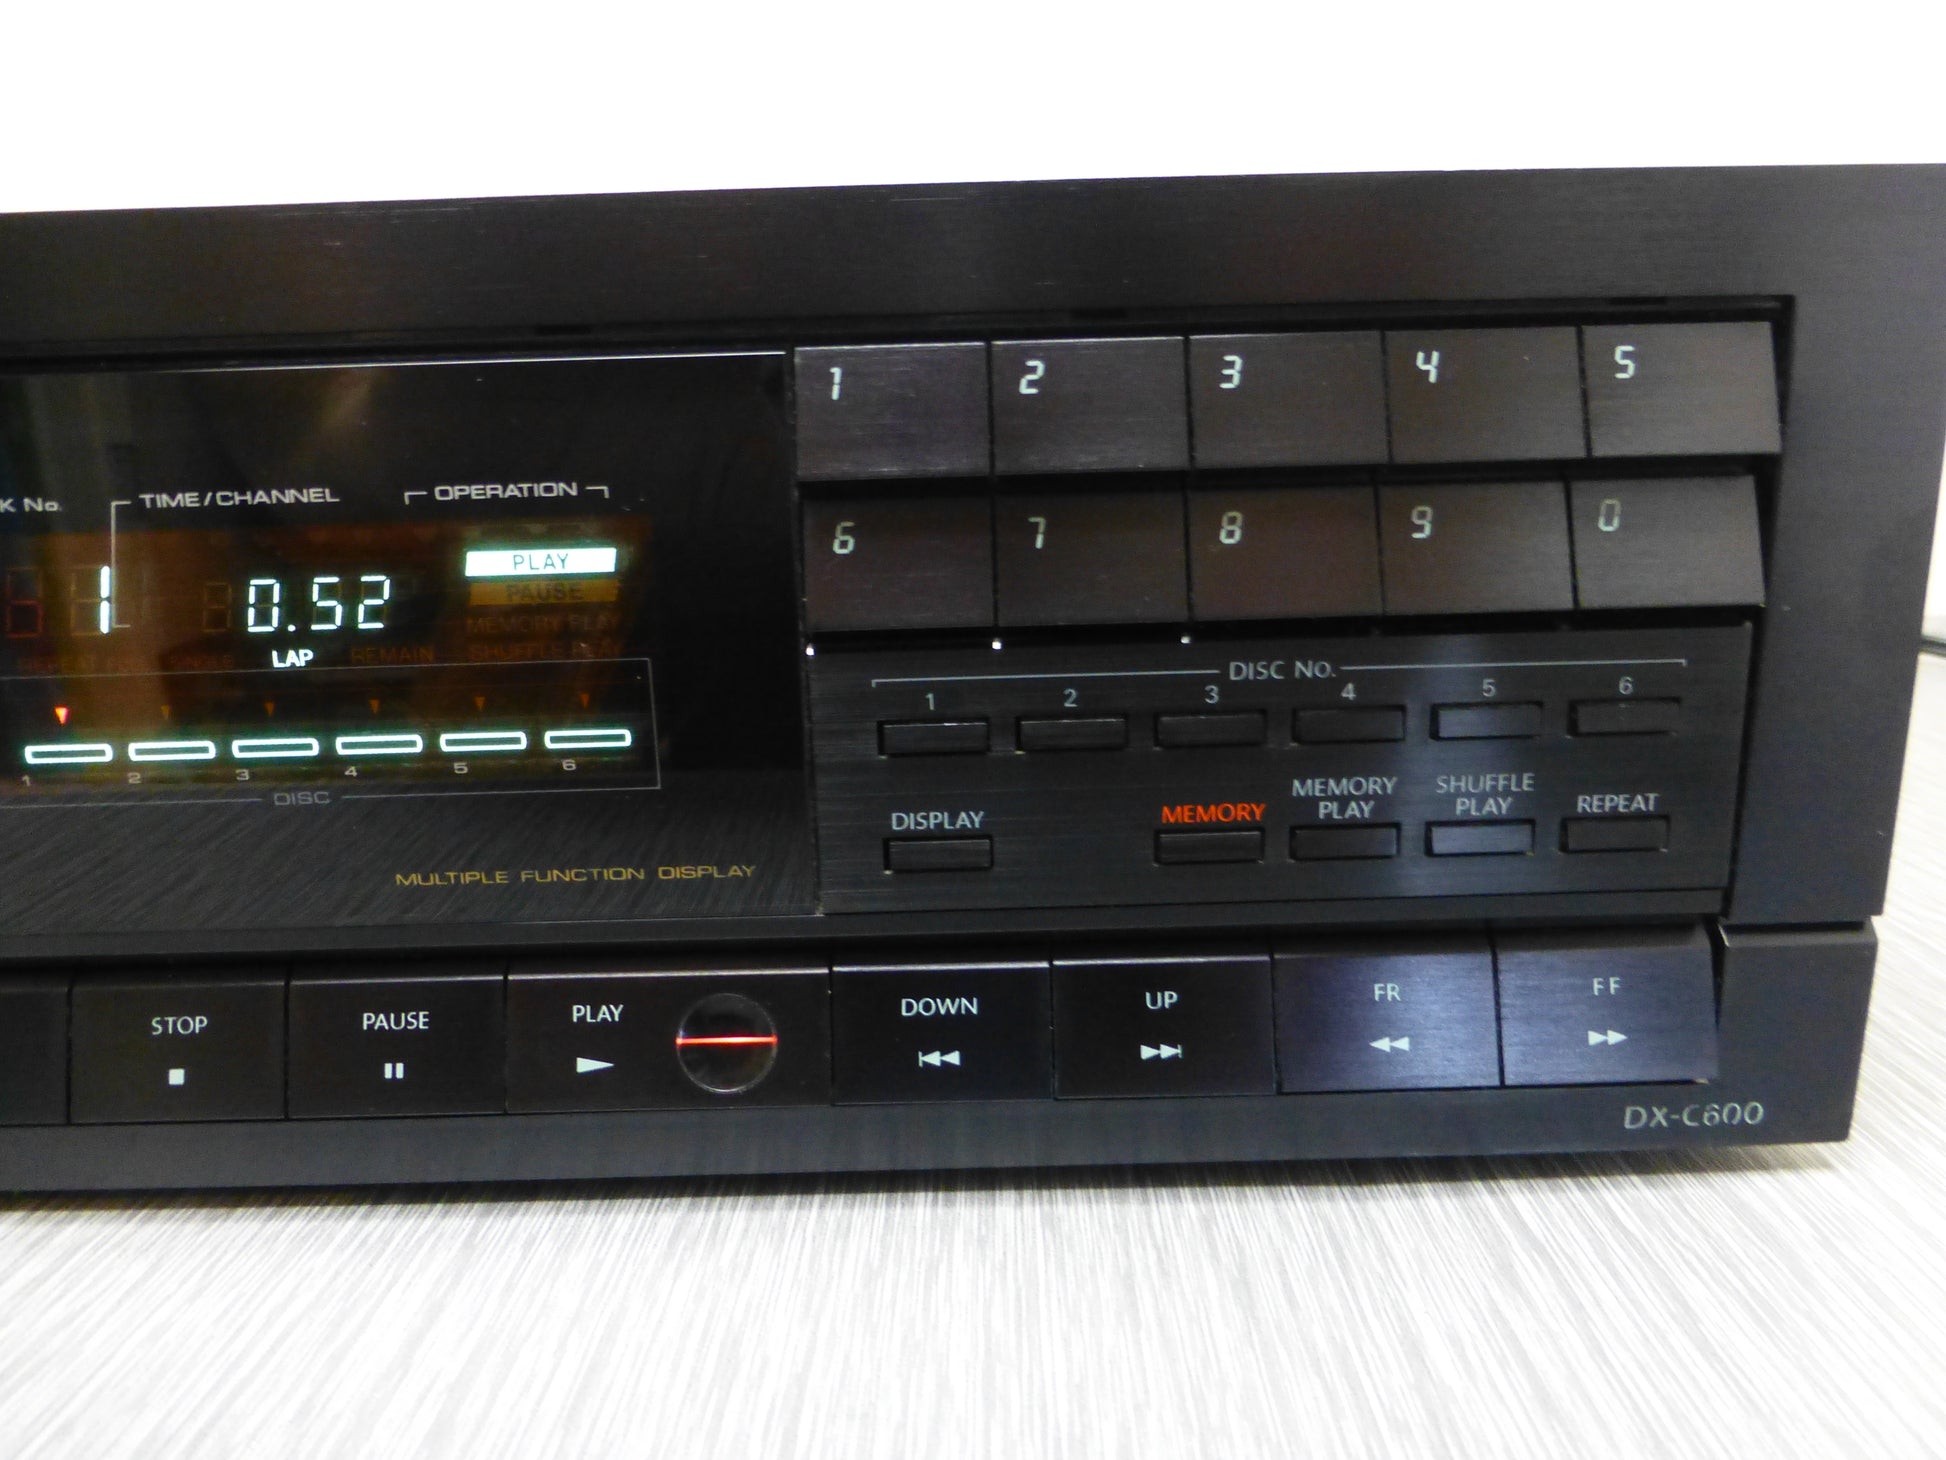 K No. TIME/CHANNEL OPERATION
PLAY
PAUSE
1 0.52
MEMORY PLAY
REPEAT SINGLE LAP REMAIN SHUFFLE PLAY
1 2 3 4 5 6
DISC
MULTIPLE FUNCTION DISPLAY
1 2 3 4 5
6 7 8 9 0
DISC NO.
1 2 3 4 5 6
DISPLAY MEMORY MEMORY PLAY SHUFFLE PLAY REPEAT
STOP PAUSE PLAY DOWN UP FR FF
DX-C600